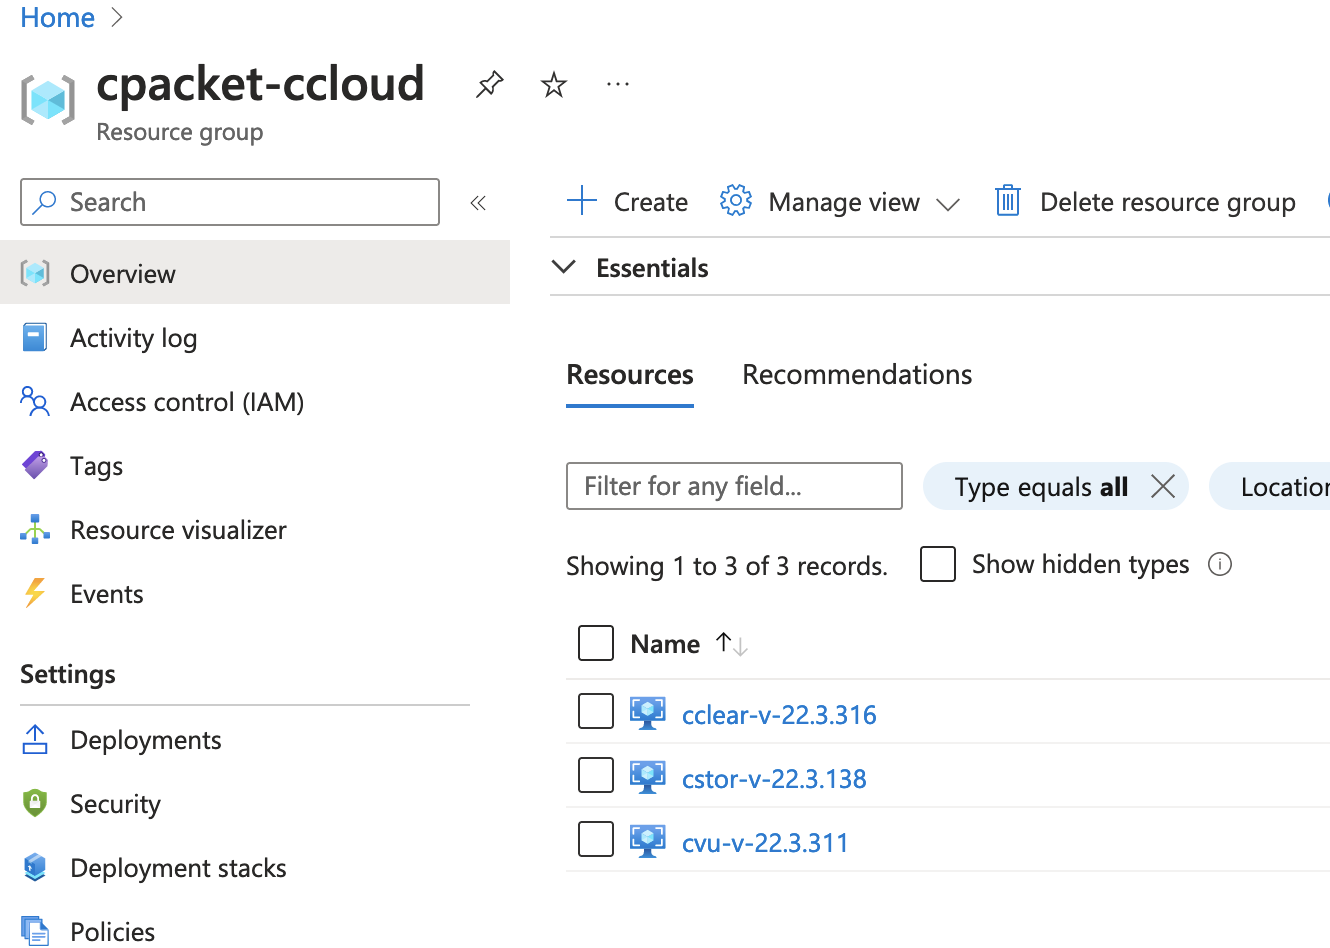 Home
cpacket-ccloud
Resource group
Search
Create
Manage view
Delete resource group
Overview
Essentials
Activity log
Access control (IAM)
Tags
Resource visualizer
Events
Settings
Deployments
Security
Deployment stacks
Policies
Resources
Recommendations
Filter for any field...
Type equals all
Location
Showing 1 to 3 of 3 records.
Show hidden types
Name
cclear-v-22.3.316
cstor-v-22.3.138
cvu-v-22.3.311